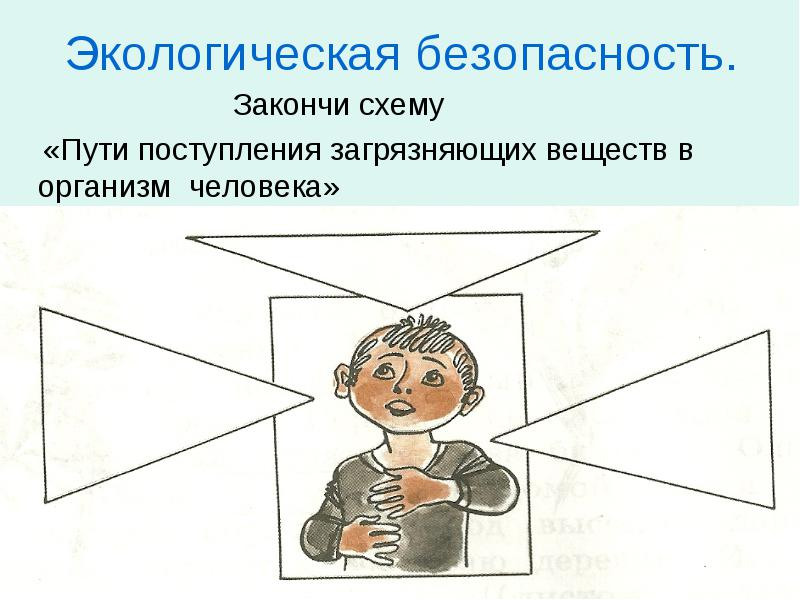 Экологическая безопасность.
Закончи схему
«Пути поступления загрязняющих веществ в
организм человека»